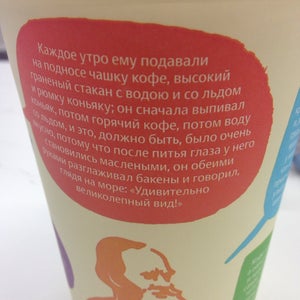 Каждое утро ему подавали
на подносе чашку кофе, высокий
граненый стакан с водою и со льдом
и рюмку коньяку; он сначала выпивал
коньяк, потом горячий кофе, потом воду
со льдом, и это, должно быть, было очень
вкусно, потому что после питья глаза у него
становились маслеными, он обеими
руками разглаживал бакены и говорил,
глядя на море: «Удивительно
великолепный вид!»